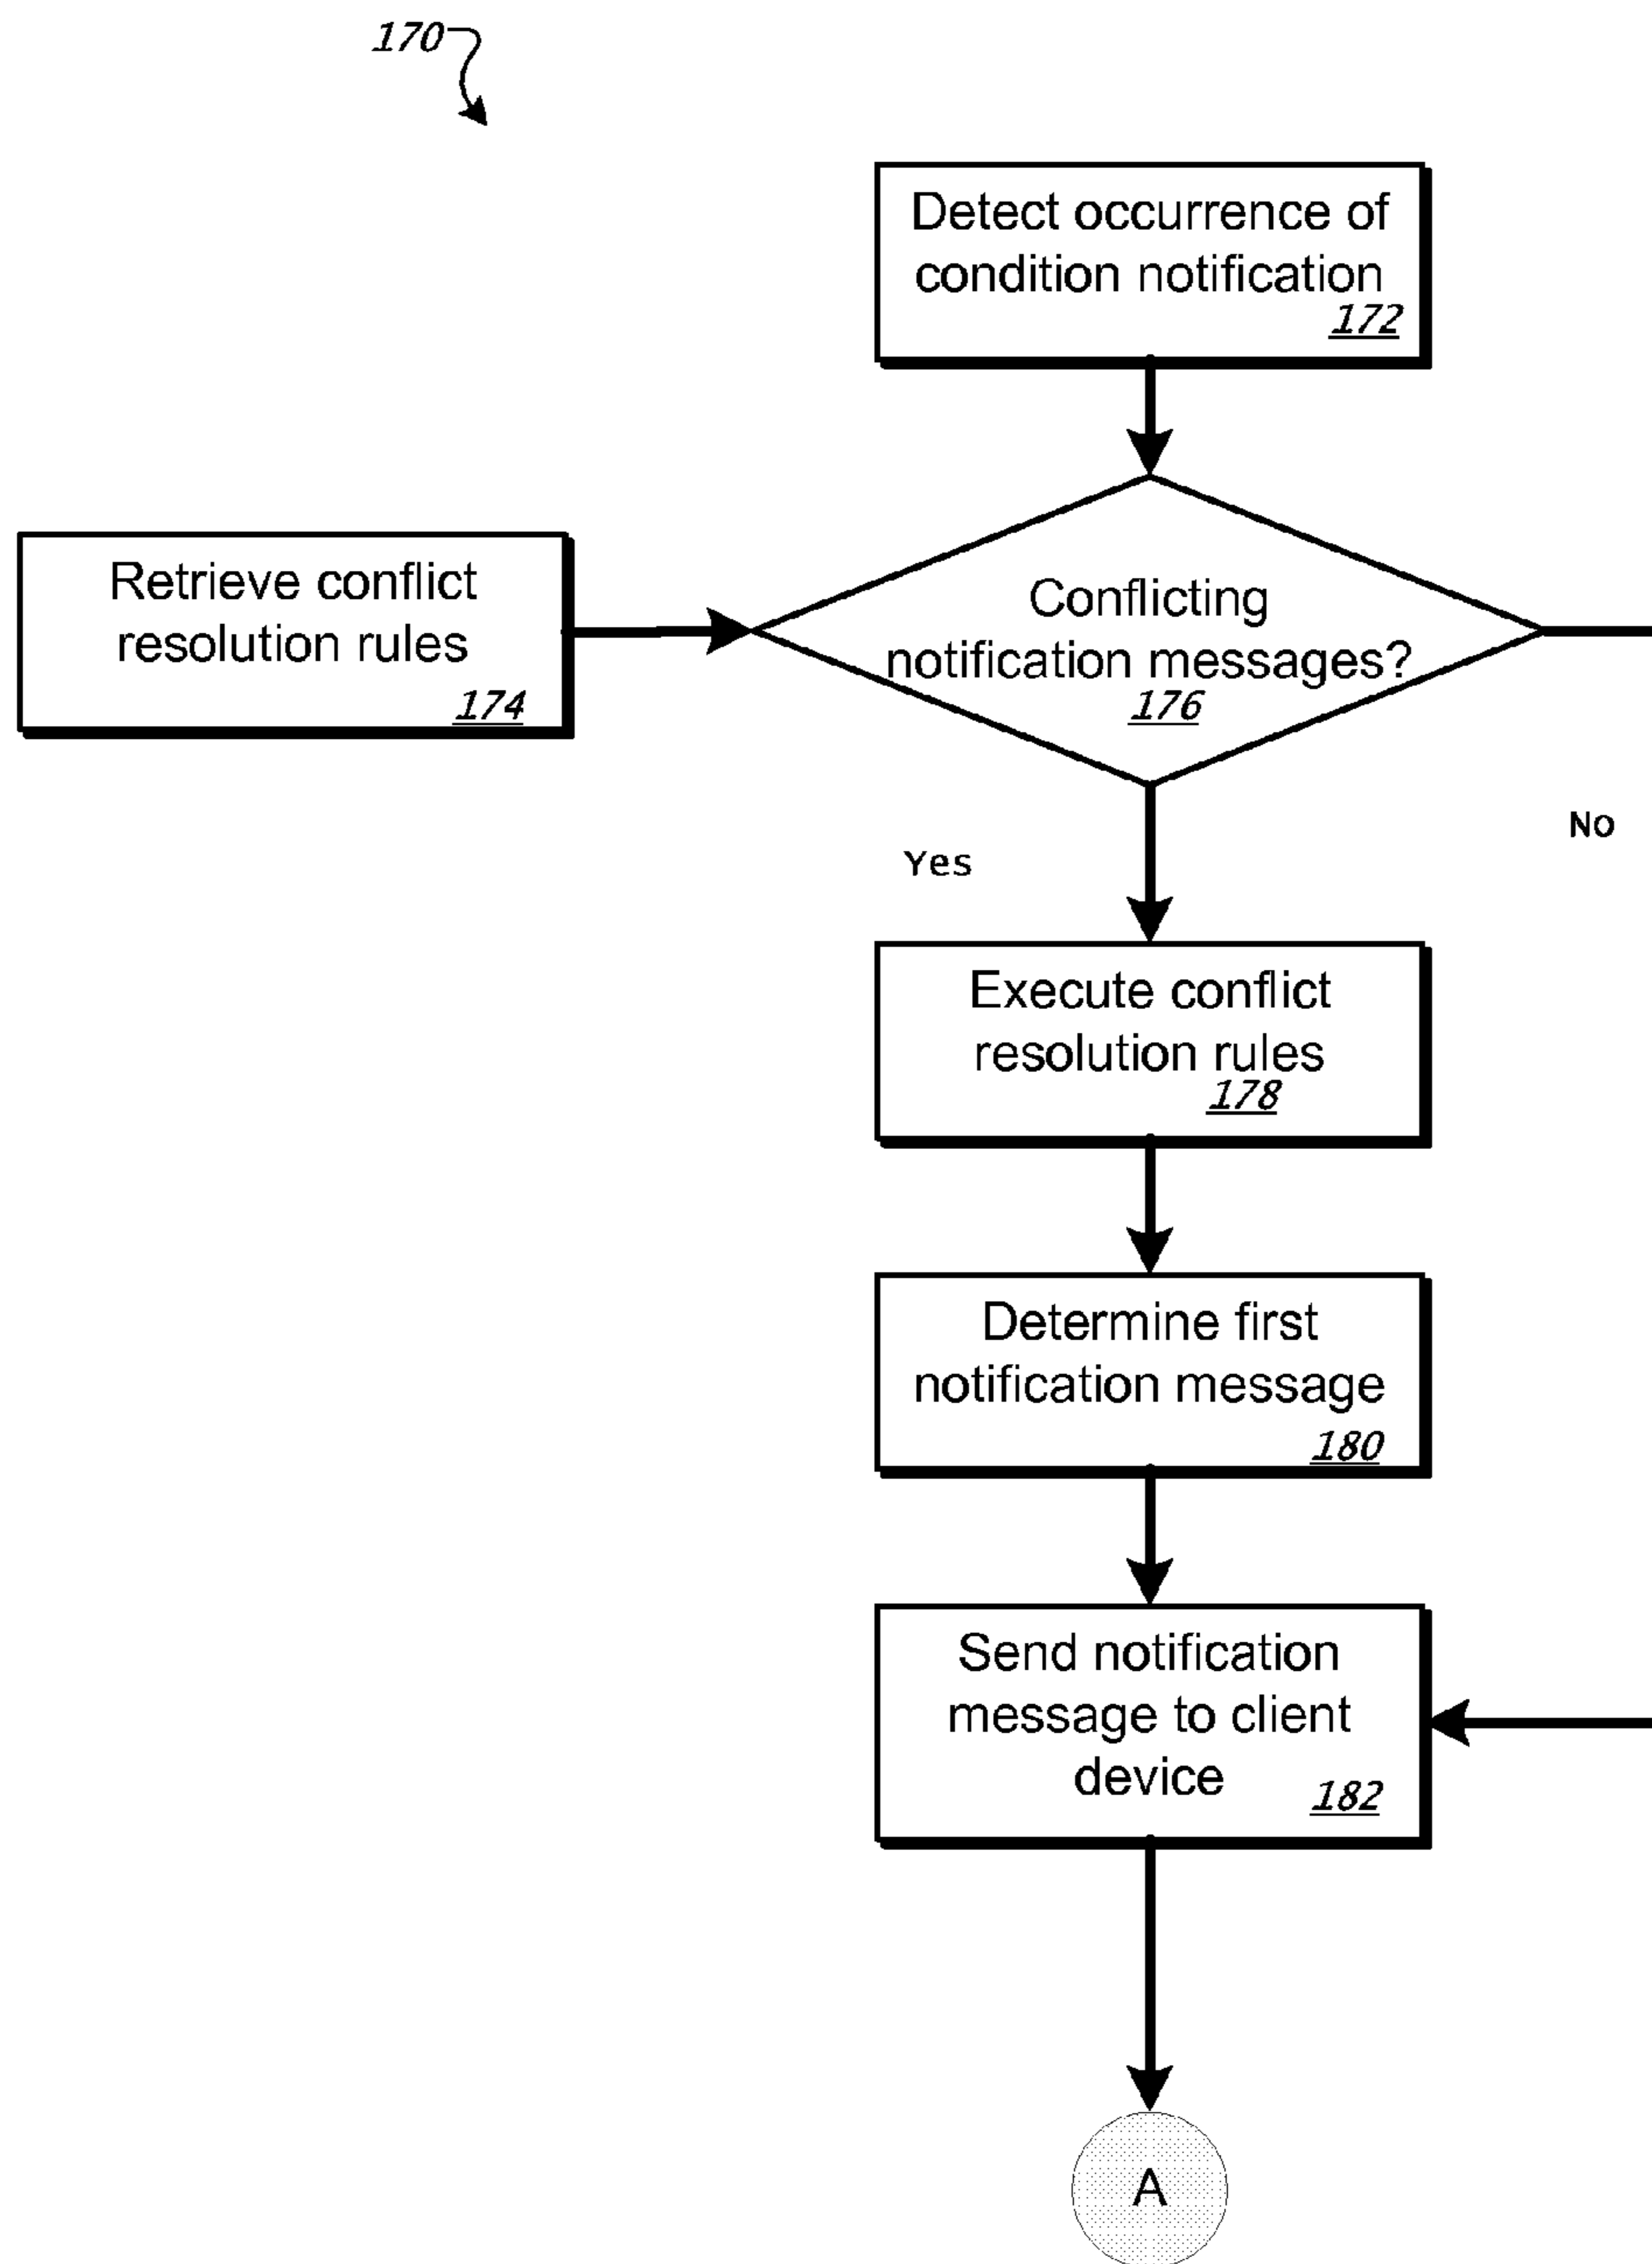 170
Detect occurrence of
condition notification
172
Retrieve conflict
resolution rules
174
Conflicting
notification messages?
176
No
Yes
Execute conflict
resolution rules
178
Determine first
notification message
180
Send notification
message to client
device
182
A